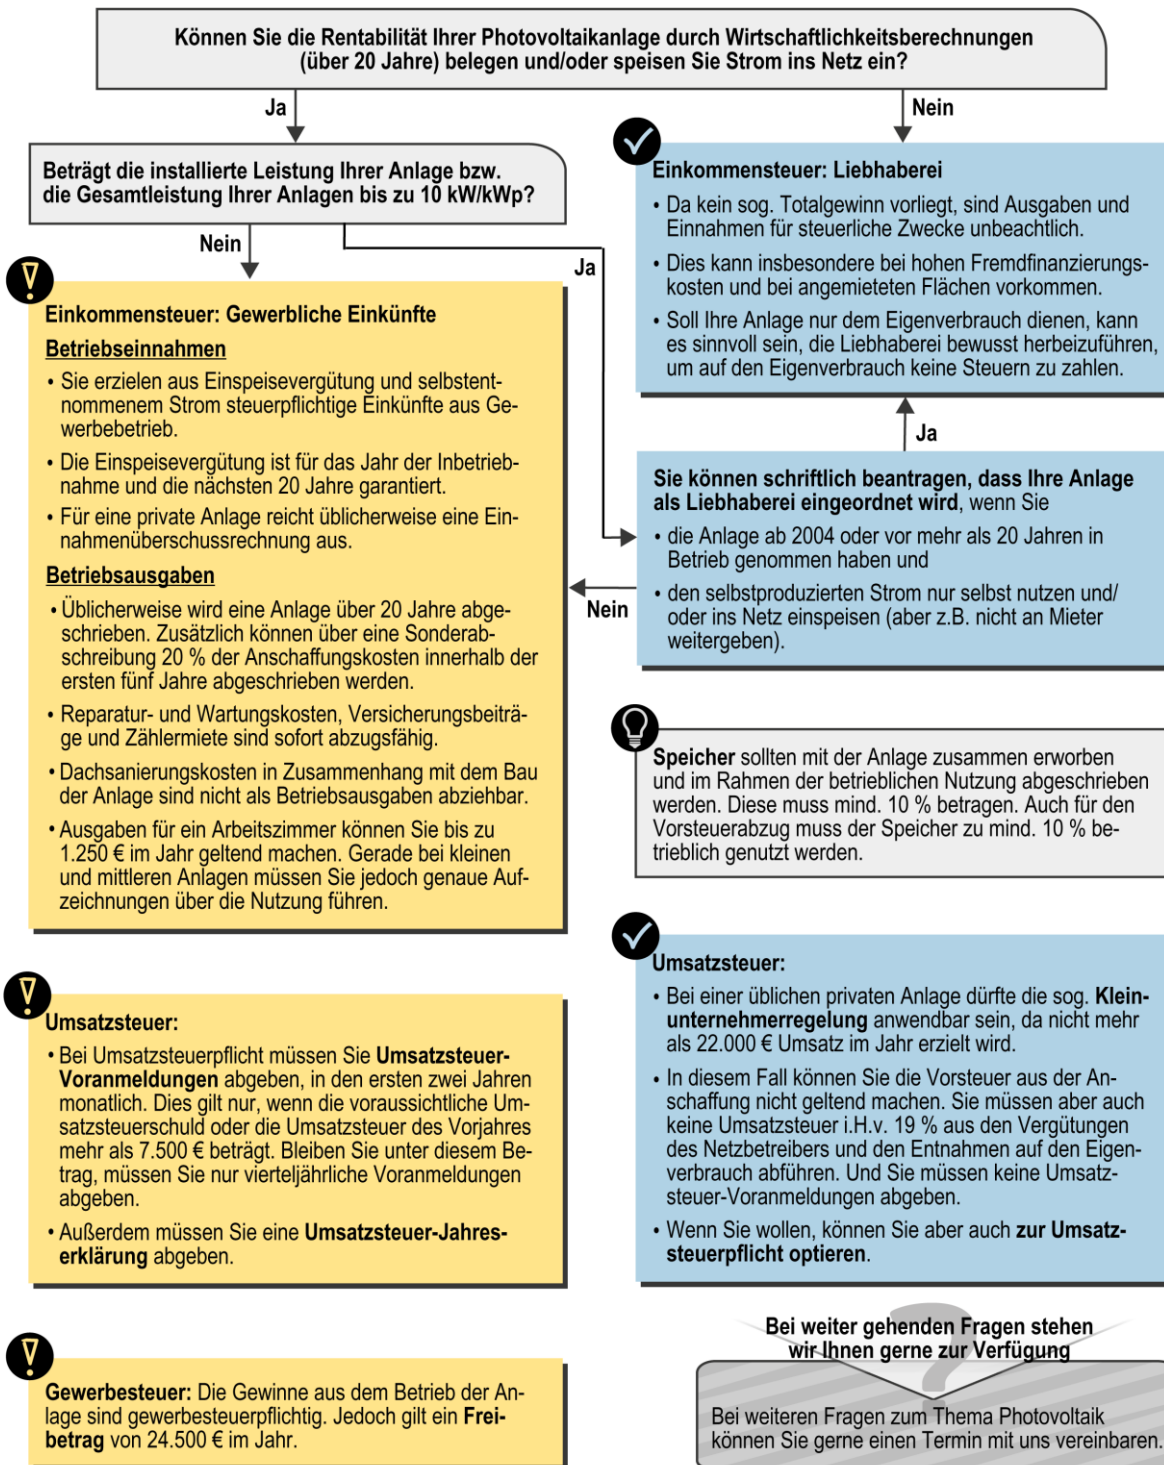 Können Sie die Rentabilität Ihrer Photovoltaikanlage durch Wirtschaftlichkeitsberechnungen
(über 20 Jahre) belegen und/oder speisen Sie Strom ins Netz ein?
Ja
Nein
Beträgt die installierte Leistung Ihrer Anlage bzw.
die Gesamtleistung Ihrer Anlagen bis zu 10 kW/kWp?
Nein
Ja
Einkommensteuer: Liebhaberei
• Da kein sog. Totalgewinn vorliegt, sind Ausgaben und
Einnahmen für steuerliche Zwecke unbeachtlich.
• Dies kann insbesondere bei hohen Fremdfinanzierungs-
kosten und bei angemieteten Flächen vorkommen.
• Soll Ihre Anlage nur dem Eigenverbrauch dienen, kann
es sinnvoll sein, die Liebhaberei bewusst herbeizuführen,
um auf den Eigenverbrauch keine Steuern zu zahlen.
Ja
Sie können schriftlich beantragen, dass Ihre Anlage
als Liebhaberei eingeordnet wird, wenn Sie
• die Anlage ab 2004 oder vor mehr als 20 Jahren in
Betrieb genommen haben und
• den selbstproduzierten Strom nur selbst nutzen und/
oder ins Netz einspeisen (aber z.B. nicht an Mieter
weitergeben).
Nein
Einkommensteuer: Gewerbliche Einkünfte
Betriebseinnahmen
• Sie erzielen aus Einspeisevergütung und selbstent-
nommenem Strom steuerpflichtige Einkünfte aus Ge-
werbebetrieb.
• Die Einspeisevergütung ist für das Jahr der Inbetrieb-
nahme und die nächsten 20 Jahre garantiert.
• Für eine private Anlage reicht üblicherweise eine Ein-
nahmenüberschussrechnung aus.
Betriebsausgaben
• Üblicherweise wird eine Anlage über 20 Jahre abge-
schrieben. Zusätzlich können über eine Sonderab-
schreibung 20 % der Anschaffungskosten innerhalb der
ersten fünf Jahre abgeschrieben werden.
• Reparatur- und Wartungskosten, Versicherungsbeiträ-
ge und Zählermiete sind sofort abzugsfähig.
• Dachsanierungskosten in Zusammenhang mit dem Bau
der Anlage sind nicht als Betriebsausgaben abziehbar.
• Ausgaben für ein Arbeitszimmer können Sie bis zu
1.250 € im Jahr geltend machen. Gerade bei kleinen
und mittleren Anlagen müssen Sie jedoch genaue Auf-
zeichnungen über die Nutzung führen.
Speicher sollten mit der Anlage zusammen erworben
und im Rahmen der betrieblichen Nutzung abgeschrieben
werden. Diese muss mind. 10 % betragen. Auch für den
Vorsteuerabzug muss der Speicher zu mind. 10 % be-
trieblich genutzt werden.
Umsatzsteuer:
• Bei Umsatzsteuerpflicht müssen Sie Umsatzsteuer-
Voranmeldungen abgeben, in den ersten zwei Jahren
monatlich. Dies gilt nur, wenn die voraussichtliche Um-
satzsteuerschuld oder die Umsatzsteuer des Vorjahres
mehr als 7.500 € beträgt. Bleiben Sie unter diesem Be-
trag, müssen Sie nur vierteljährliche Voranmeldungen
abgeben.
• Außerdem müssen Sie eine Umsatzsteuer-Jahres-
erklärung abgeben.
Umsatzsteuer:
• Bei einer üblichen privaten Anlage dürfte die sog. Klein-
unternehmerregelung anwendbar sein, da nicht mehr
als 22.000 € Umsatz im Jahr erzielt wird.
• In diesem Fall können Sie die Vorsteuer aus der An-
schaffung nicht geltend machen. Sie müssen aber auch
keine Umsatzsteuer i.H.v. 19 % aus den Vergütungen
des Netzbetreibers und den Entnahmen auf den Eigen-
verbrauch abführen. Und Sie müssen keine Umsatz-
steuer-Voranmeldungen abgeben.
• Wenn Sie wollen, können Sie aber auch zur Umsatz-
steuerpflicht optieren.
Gewerbesteuer: Die Gewinne aus dem Betrieb der An-
lage sind gewerbesteuerpflichtig. Jedoch gilt ein Frei-
betrag von 24.500 € im Jahr.
Bei weiter gehenden Fragen stehen
wir Ihnen gerne zur Verfügung
Bei weiteren Fragen zum Thema Photovoltaik
können Sie gerne einen Termin mit uns vereinbaren.